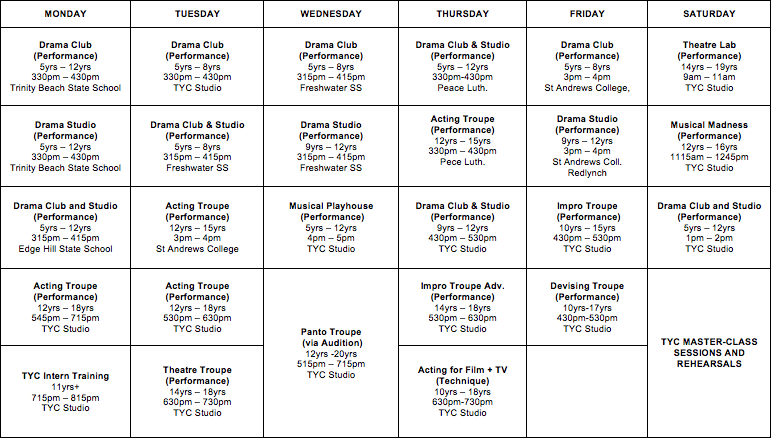 MONDAY
TUESDAY
WEDNESDAY
THURSDAY
FRIDAY
SATURDAY
Drama Club
(Performance)
5yrs – 12yrs
330pm – 430pm
Trinity Beach State School
Drama Club
(Performance)
5yrs – 8yrs
330pm – 430pm
TYC Studio
Drama Club
(Performance)
5yrs – 8yrs
315pm – 415pm
Freshwater SS
Drama Club & Studio
(Performance)
5yrs – 12yrs
330pm-430pm
Peace Luth.
Drama Club
(Performance)
5yrs – 8yrs
3pm – 4pm
St Andrews College,
Theatre Lab
(Performance)
14yrs – 19yrs
9am – 11am
TYC Studio
Drama Studio
(Performance)
5yrs – 12yrs
330pm – 430pm
Trinity Beach State School
Drama Club & Studio
(Performance)
5yrs – 8yrs
315pm – 415pm
Freshwater SS
Drama Studio
(Performance)
9yrs – 12yrs
315pm – 415pm
Freshwater SS
Acting Troupe
(Performance)
12yrs – 15yrs
330pm – 430pm
Pece Luth.
Drama Studio
(Performance)
9yrs – 12yrs
3pm – 4pm
St Andrews Coll.
Redlynch
Musical Madness
(Performance)
12yrs – 16yrs
1115am – 1245pm
TYC Studio
Drama Club and Studio
(Performance)
5yrs – 12yrs
315pm – 415pm
Edge Hill State School
Acting Troupe
(Performance)
12yrs – 15yrs
3pm – 4pm
St Andrews College
Musical Playhouse
(Performance)
5yrs – 12yrs
4pm – 5pm
TYC Studio
Drama Club & Studio
(Performance)
9yrs – 12yrs
430pm – 530pm
TYC Studio
Impro Troupe
(Performance)
10yrs – 15yrs
430pm – 530pm
TYC Studio
Drama Club and Studio
(Performance)
5yrs – 12yrs
1pm – 2pm
TYC Studio
Acting Troupe
(Performance)
12yrs – 18yrs
545pm – 715pm
TYC Studio
Acting Troupe
(Performance)
12yrs – 18yrs
530pm – 630pm
TYC Studio
Panto Troupe
(via Audition)
12yrs -20yrs
515pm – 715pm
TYC Studio
Impro Troupe Adv.
(Performance)
14yrs – 18yrs
530pm – 630pm
TYC Studio
Devising Troupe
(Performance)
10yrs-17yrs
430pm-530pm
TYC Studio
TYC MASTER-CLASS
SESSIONS AND
REHEARSALS
TYC Intern Training
11yrs+
715pm – 815pm
TYC Studio
Theatre Troupe
(Performance)
14yrs – 18yrs
630pm – 730pm
TYC Studio
Acting for Film + TV
(Technique)
10yrs – 18yrs
630pm-730pm
TYC Studio